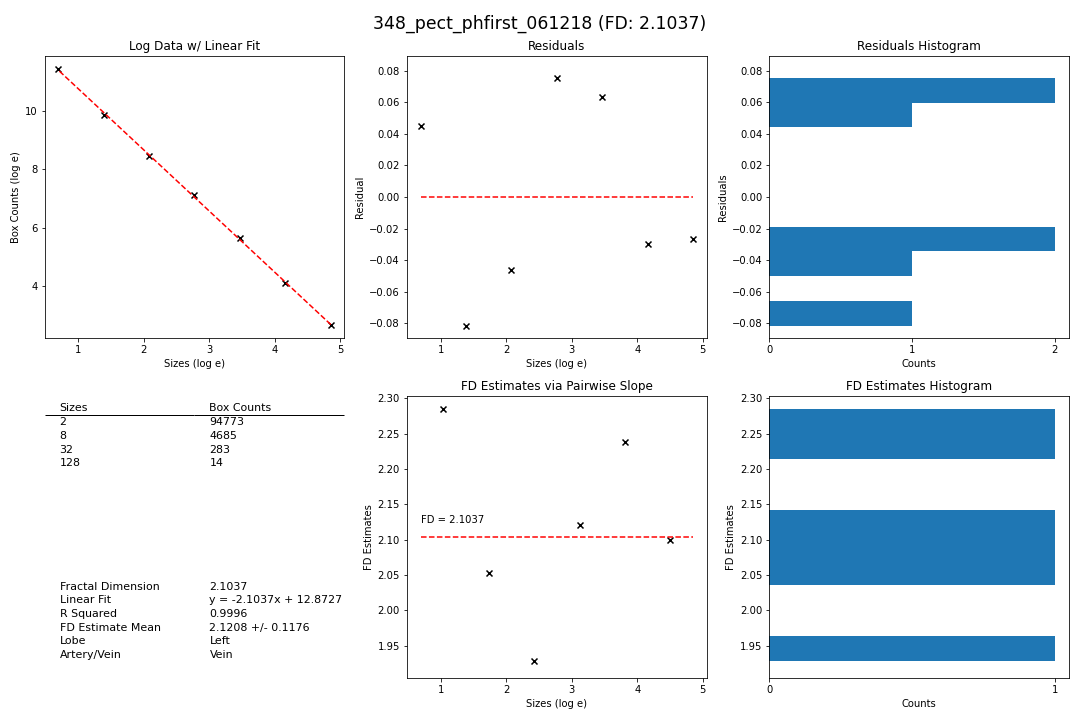 348_pect_phfirst_061218 (FD: 2.1037)
Log Data w/ Linear Fit
Box Counts (log e)
10
8
6
4
1 2 3 4 5
Sizes (log e)
Residuals
Residual
0.08
0.06
0.04
0.02
0.00
−0.02
−0.04
−0.06
−0.08
1 2 3 4 5
Sizes (log e)
Residuals Histogram
Residuals
0.08
0.06
0.04
0.02
0.00
−0.02
−0.04
−0.06
−0.08
0 1 2
Counts
Sizes Box Counts
2 94773
8 4685
32 283
128 14
Fractal Dimension 2.1037
Linear Fit y = -2.1037x + 12.8727
R Squared 0.9996
FD Estimate Mean 2.1208 +/- 0.1176
Lobe Left
Artery/Vein Vein
FD Estimates via Pairwise Slope
FD Estimates
2.30
2.25
2.20
2.15
2.10
2.05
2.00
1.95
FD = 2.1037
1 2 3 4 5
Sizes (log e)
FD Estimates Histogram
FD Estimates
2.30
2.25
2.20
2.15
2.10
2.05
2.00
1.95
0 1
Counts